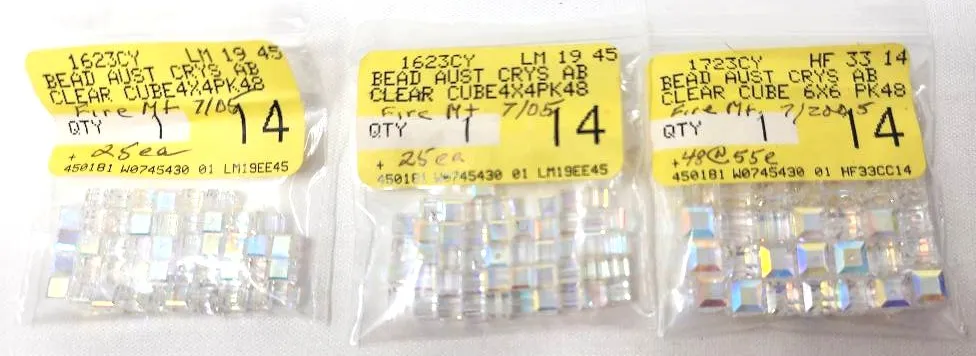 1623CY LM 19 45
BEAD AUST CRYS AB
CLEAR CUBE4X4PK48
Fire Mt 7/05
QTY 1 14
+ 25ea
450181 W0745430 01 LM19EE45
1623CY LM 19 45
BEAD AUST CRYS AB
CLEAR CUBE4X4PK48
Fire Mt 7/05
QTY 1 14
+ 25ea
450181 W0745430 01 LM19EE45
1723CY HF 33 14
BEAD AUST CRYS AB
CLEAR CUBE 6X6 PK48
Fire Mt. 7/2005
QTY 1 14
+48@55e
450181 W0745430 01 HF33CC14